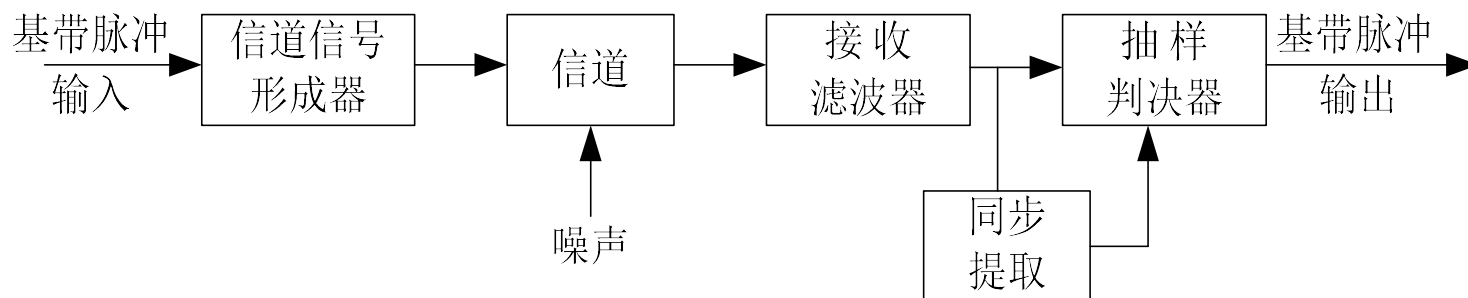 基带脉冲
输入
信道信号
形成器
信道
噪声
接收
滤波器
同步
提取
抽样
判决器
基带脉冲
输出